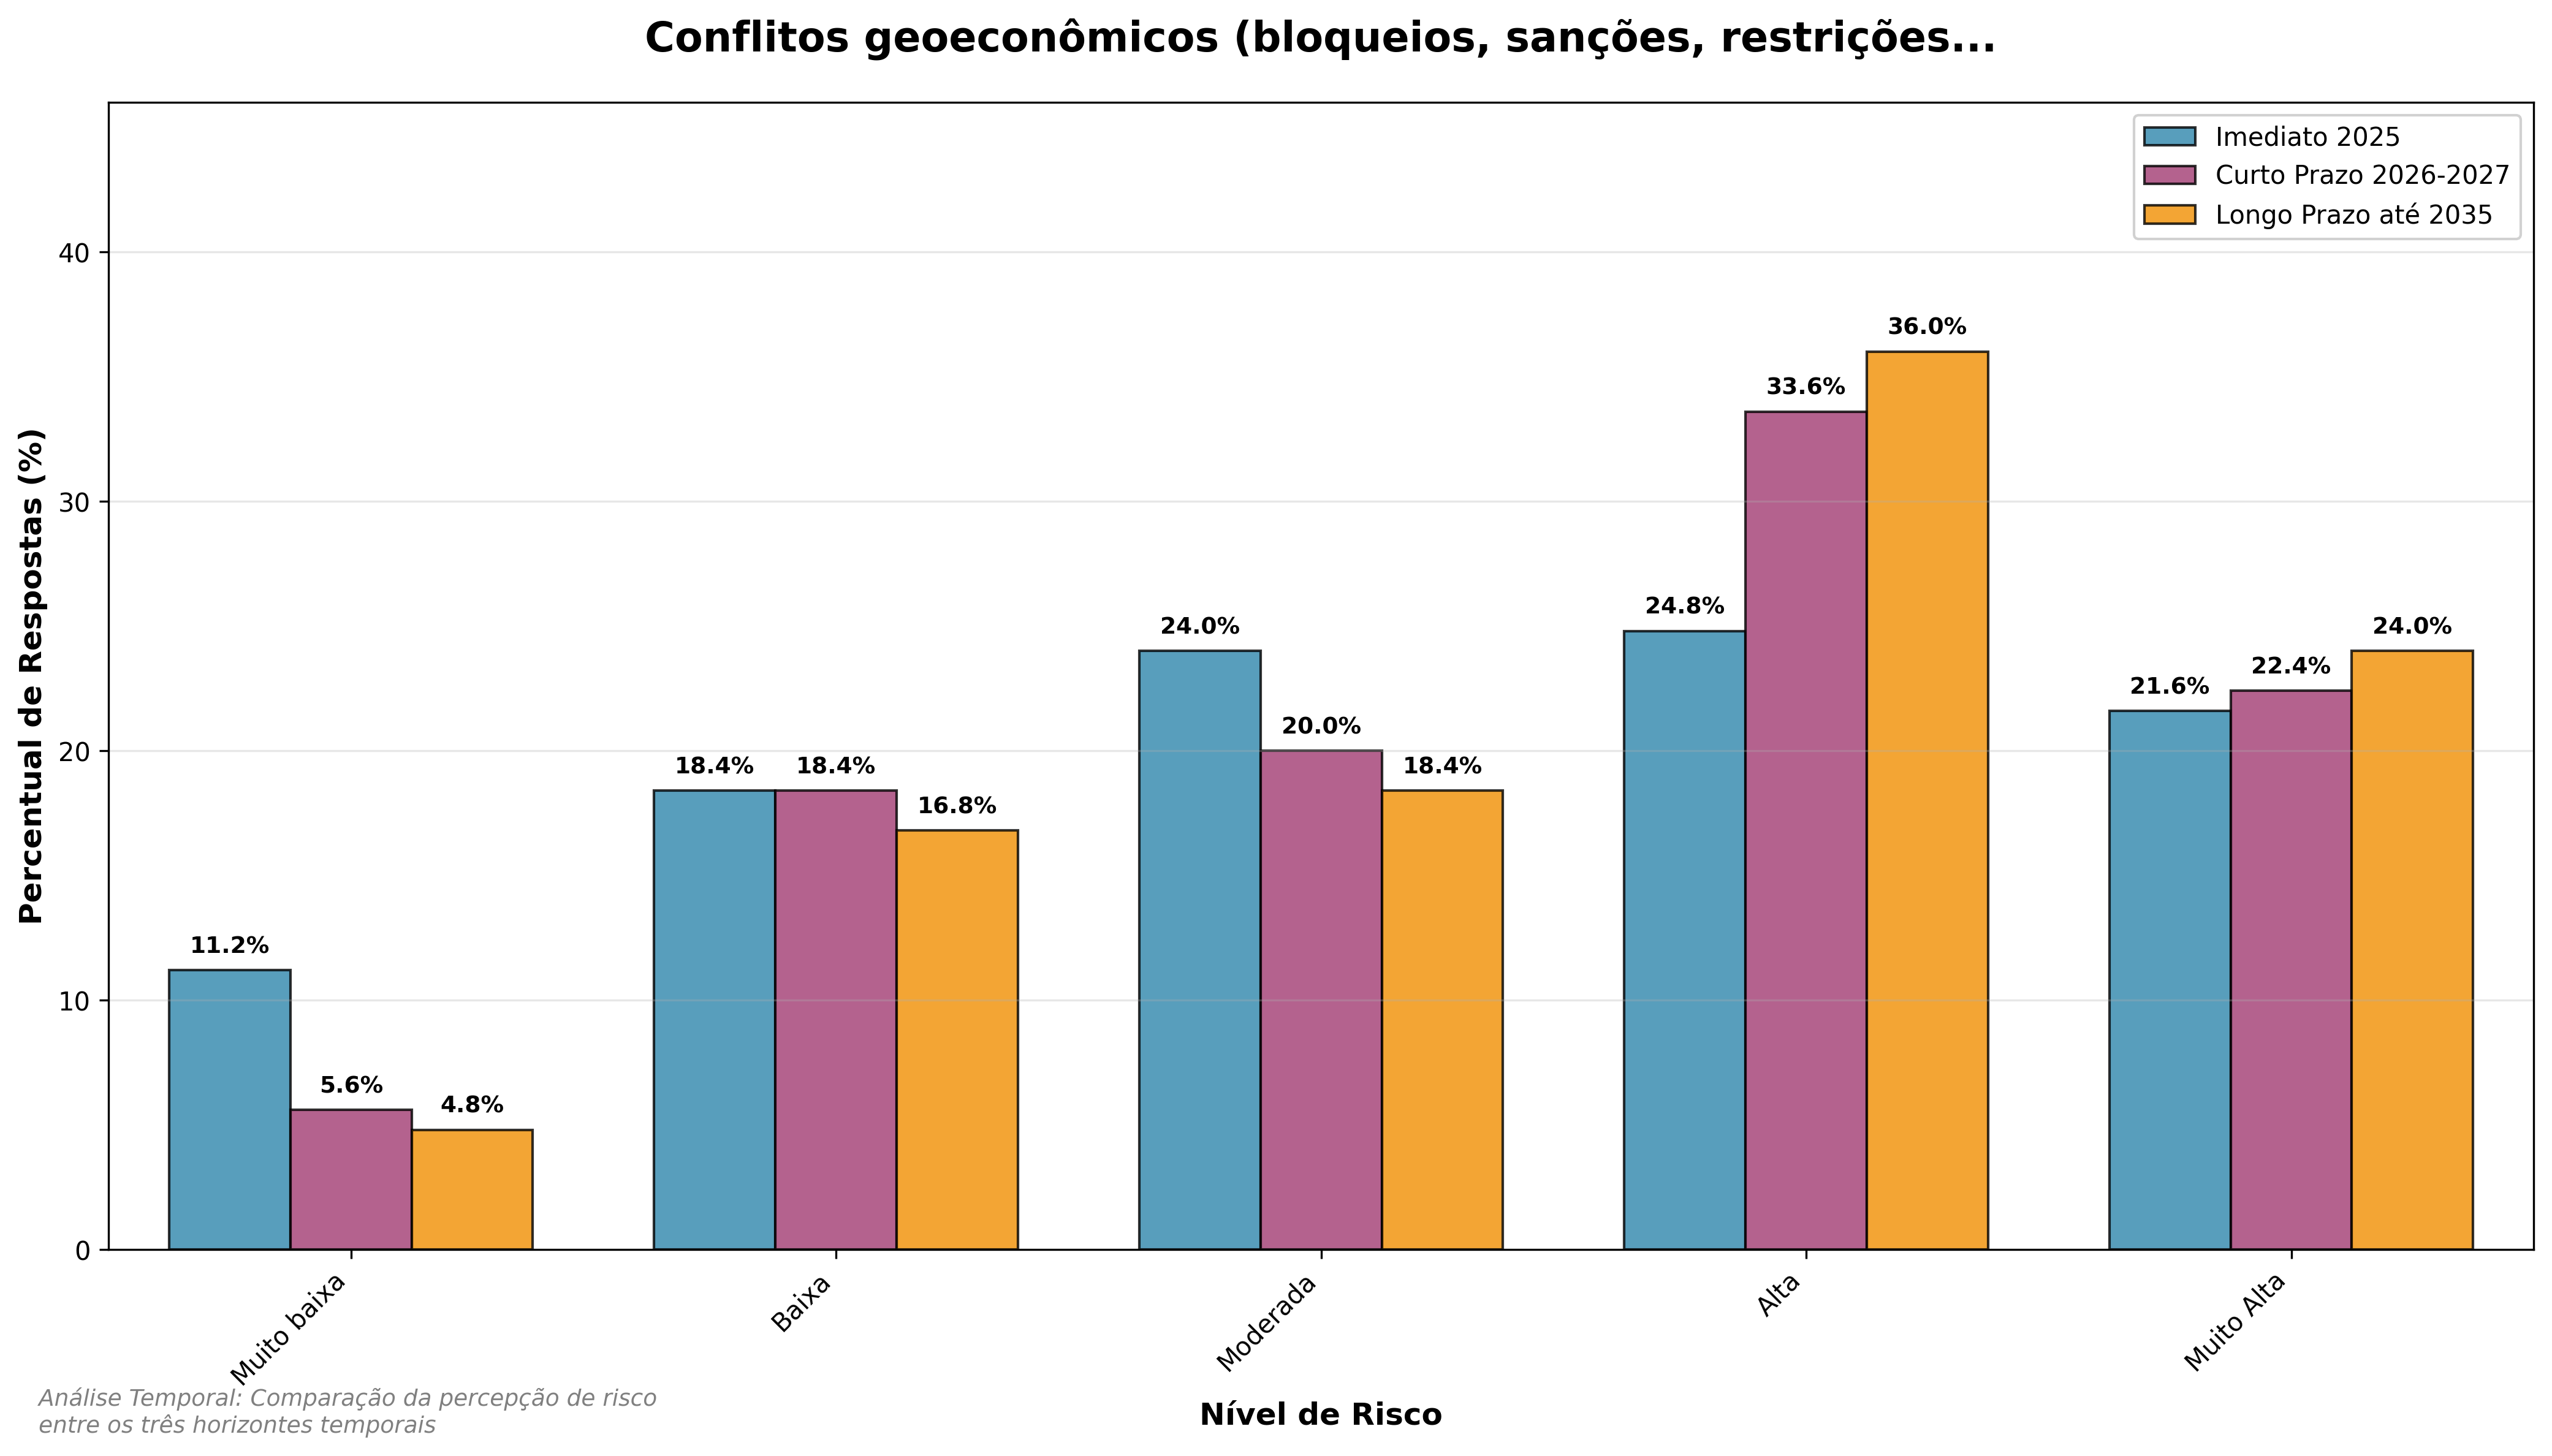 Conflitos geoeconômicos (bloqueios, sanções, restrições...
Imediato 2025
Curto Prazo 2026-2027
Longo Prazo até 2035
Percentual de Respostas (%)
40
30
20
10
0
11.2%
5.6%
4.8%
18.4%
18.4%
16.8%
24.0%
20.0%
18.4%
24.8%
33.6%
36.0%
21.6%
22.4%
24.0%
Muito baixa
Baixa
Moderada
Alta
Muito Alta
Nível de Risco
Análise Temporal: Comparação da percepção de risco
entre os três horizontes temporais